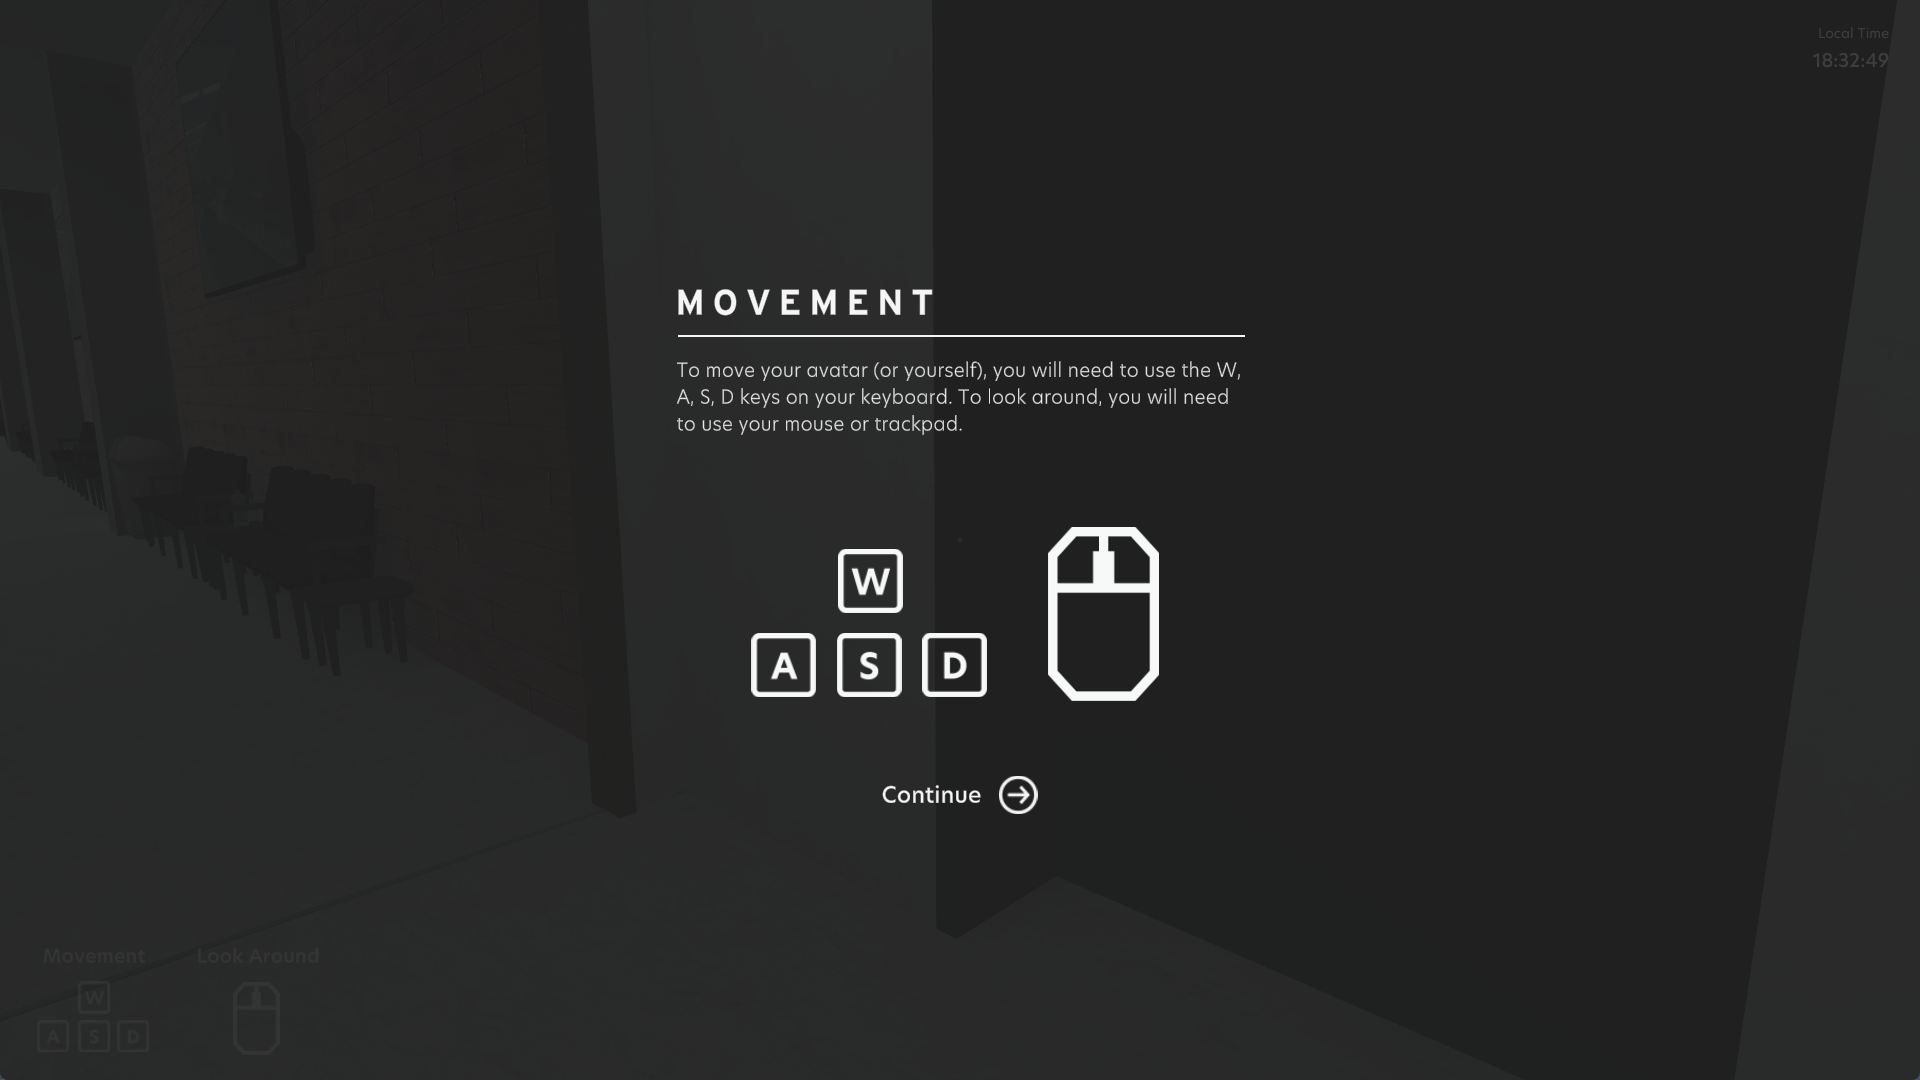 Local Time
18:32:49
MOVEMENT
To move your avatar (or yourself), you will need to use the W,
A, S, D keys on your keyboard. To look around, you will need
to use your mouse or trackpad.
W
A S D
Continue
Movement Look Around
W
A S D